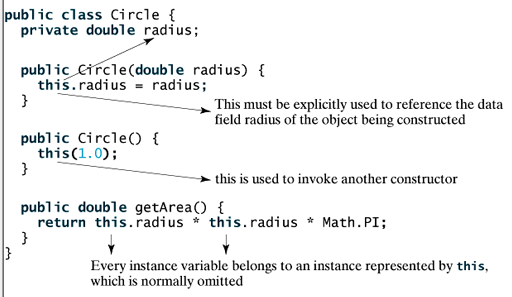 public class Circle {
private double radius;
public Circle(double radius) {
this.radius = radius;
}
This must be explicitly used to reference the data
field radius of the object being constructed
public Circle() {
this(1.0);
}
this is used to invoke another constructor
public double getArea() {
return this.radius * this.radius * Math.PI;
}
}
Every instance variable belongs to an instance represented by this,
which is normally omitted